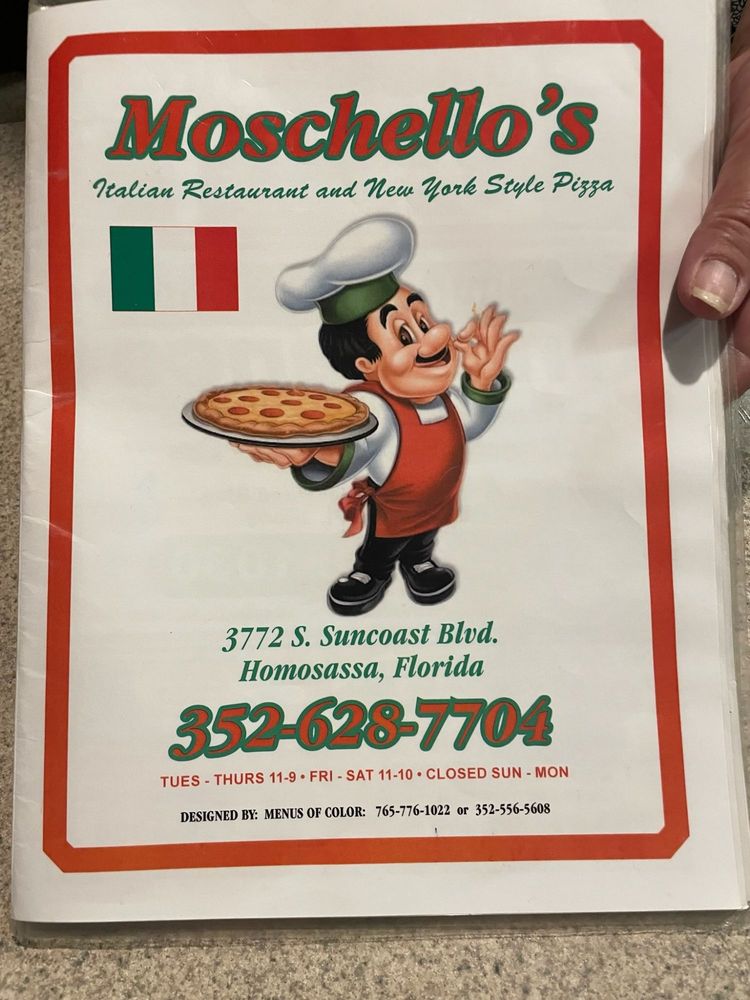 Moschello's
Italian Restaurant and New York Style Pizza
3772 S. Suncoast Blvd.
Homosassa, Florida
352-628-7704
TUES - THURS 11-9 • FRI - SAT 11-10 • CLOSED SUN - MON
DESIGNED BY: MENUS OF COLOR: 765-776-1022 or 352-556-5608